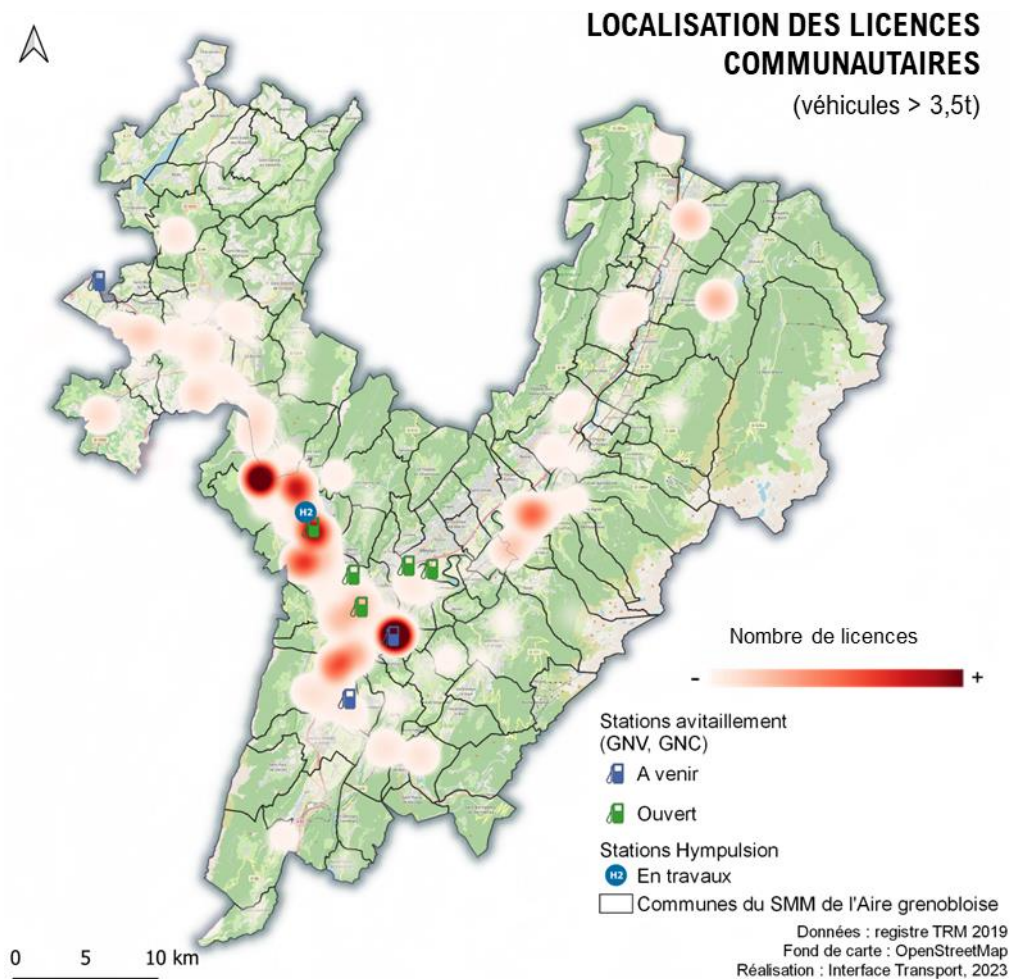 LOCALISATION DES LICENCES
COMMUNAUTAIRES
(véhicules > 3,5t)
H2
Nombre de licences
- +
Stations avitaillement
(GNV, GNC)
A venir
Ouvert
Stations Hympulsion
H2 En travaux
Communes du SMM de l'Aire grenobloise
0 5 10 km
Données : registre TRM 2019
Fond de carte : OpenStreetMap
Réalisation : Interface Transport, 2023